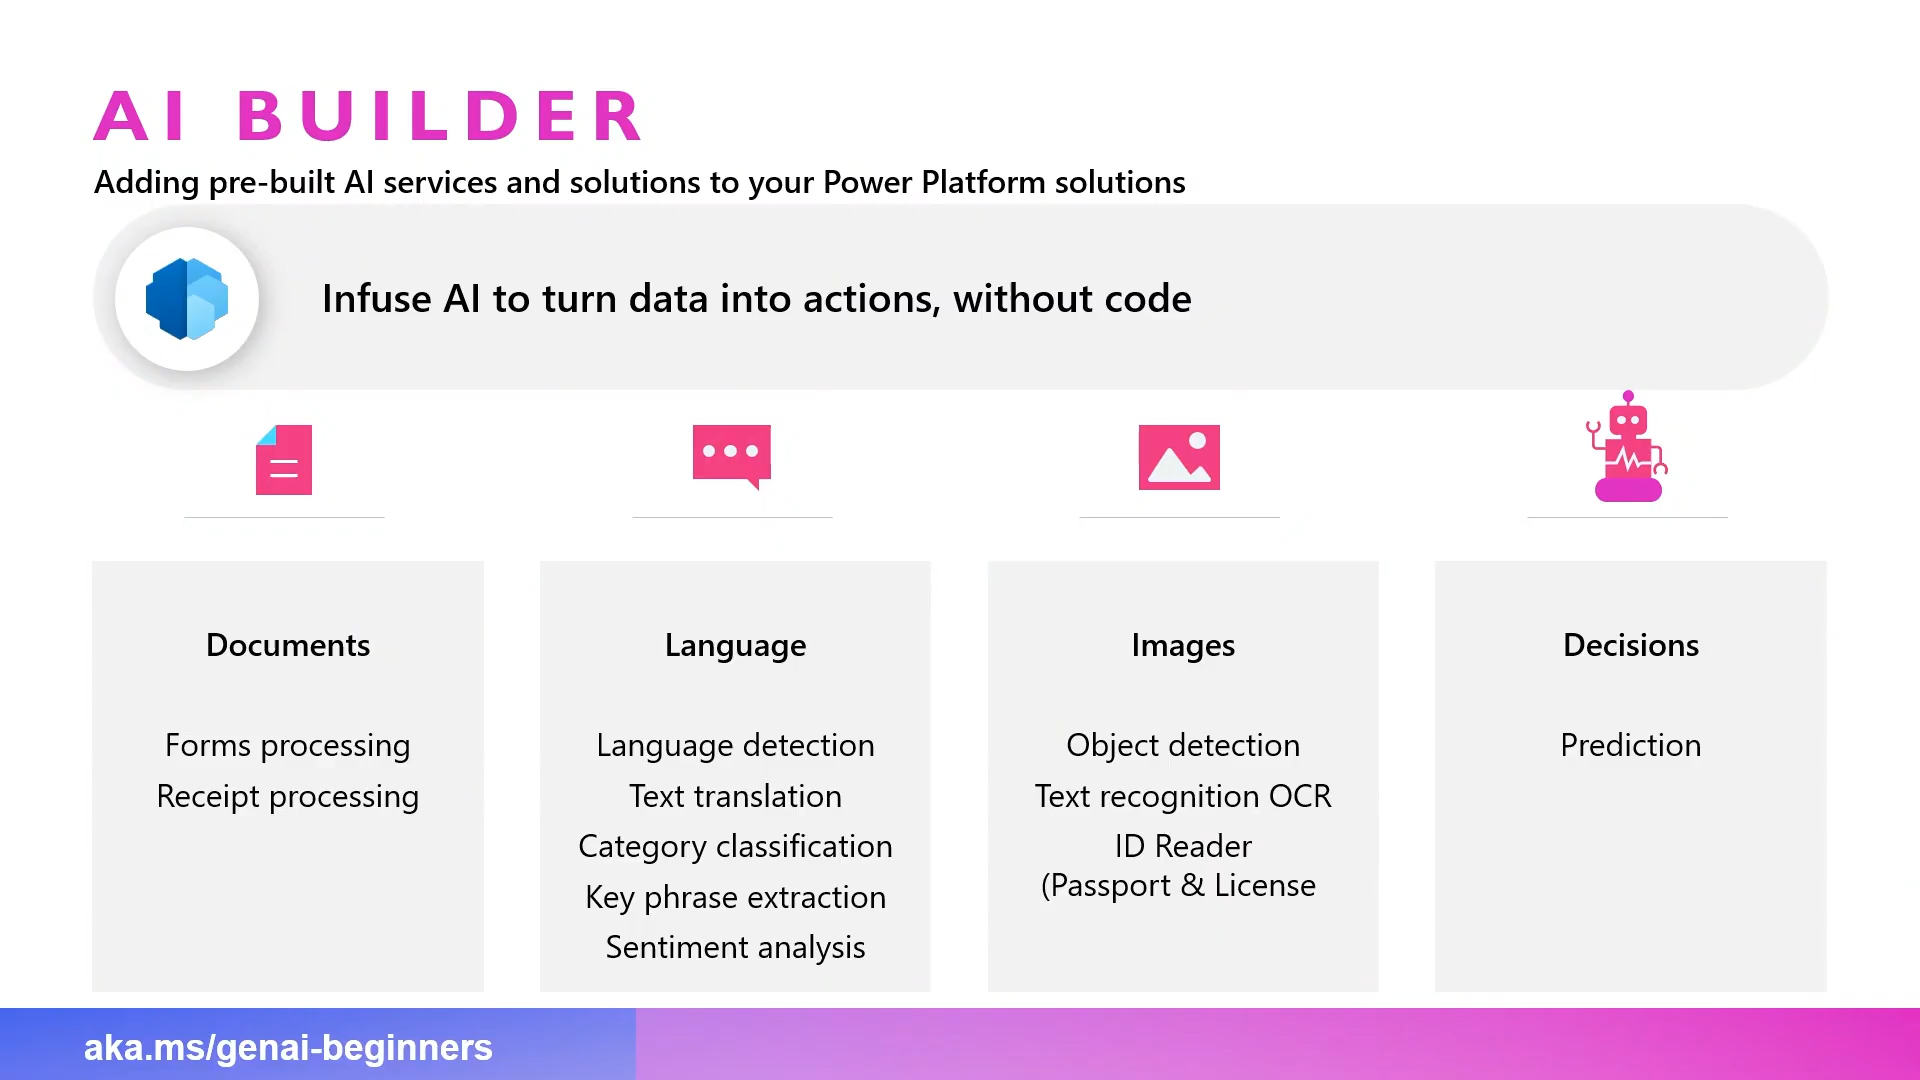 AI BUILDER
Adding pre-built AI services and solutions to your Power Platform solutions
Infuse AI to turn data into actions, without code
Documents
Forms processing
Receipt processing
Language
Language detection
Text translation
Category classification
Key phrase extraction
Sentiment analysis
Images
Object detection
Text recognition OCR
ID Reader
(Passport & License
Decisions
Prediction
aka.ms/genai-beginners